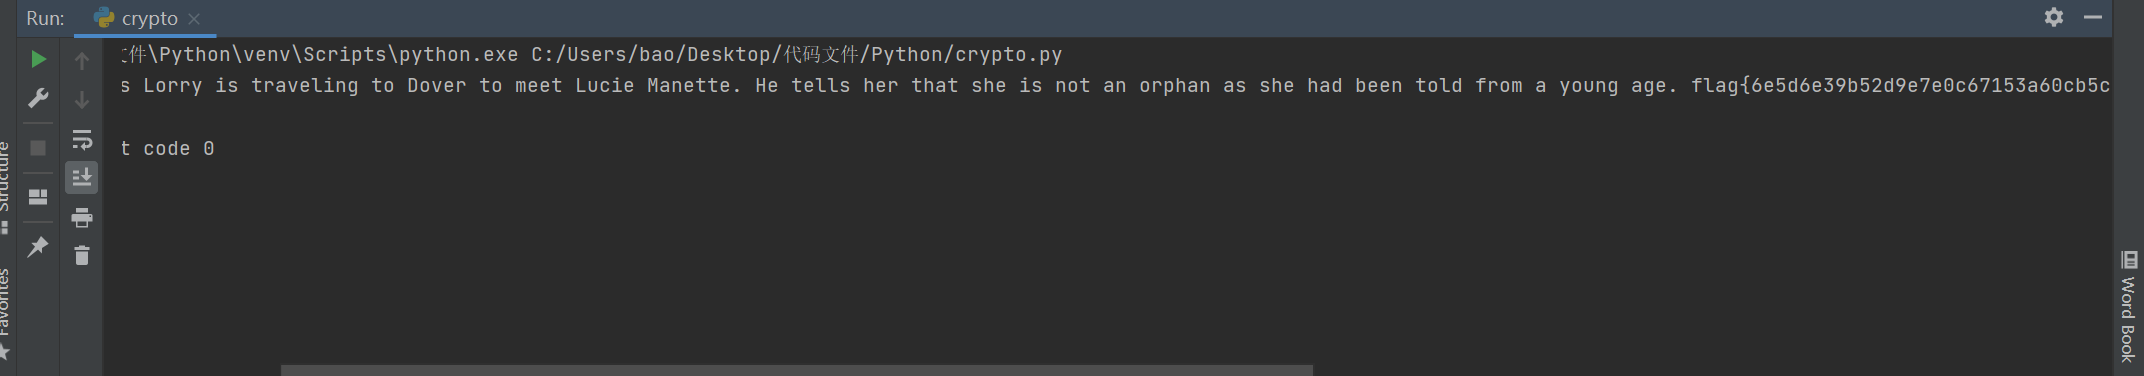 Run: crypto
件\Python\venv\Scripts\python.exe C:/Users/bao/Desktop/代码文件/Python/crypto.py
s Lorry is traveling to Dover to meet Lucie Manette. He tells her that she is not an orphan as she had been told from a young age. flag{6e5d6e39b52d9e7e0c67153a60cb5c
t code 0
Structure
Favorites
Word Book